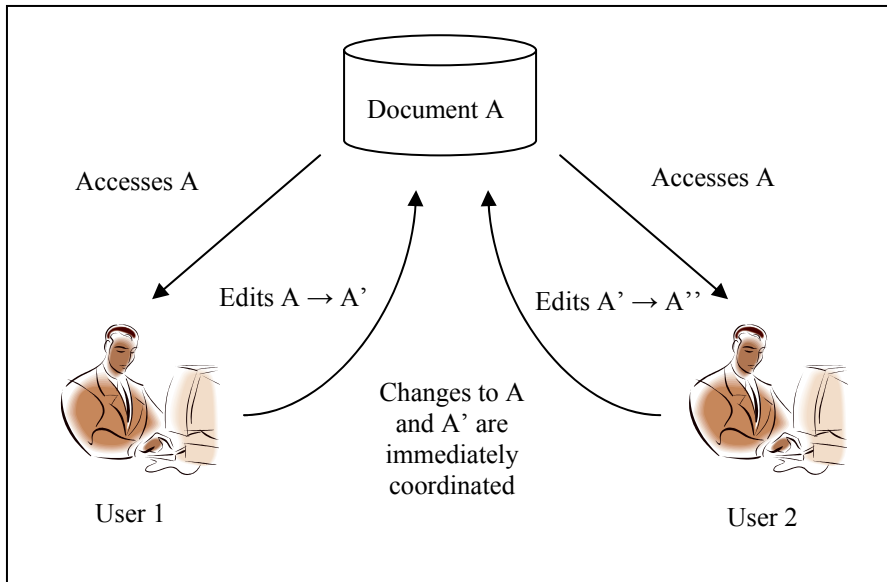 Document A
Accesses A
Accesses A
Edits A → A’
Edits A’ → A’’
Changes to A
and A’ are
immediately
coordinated
User 1
User 2